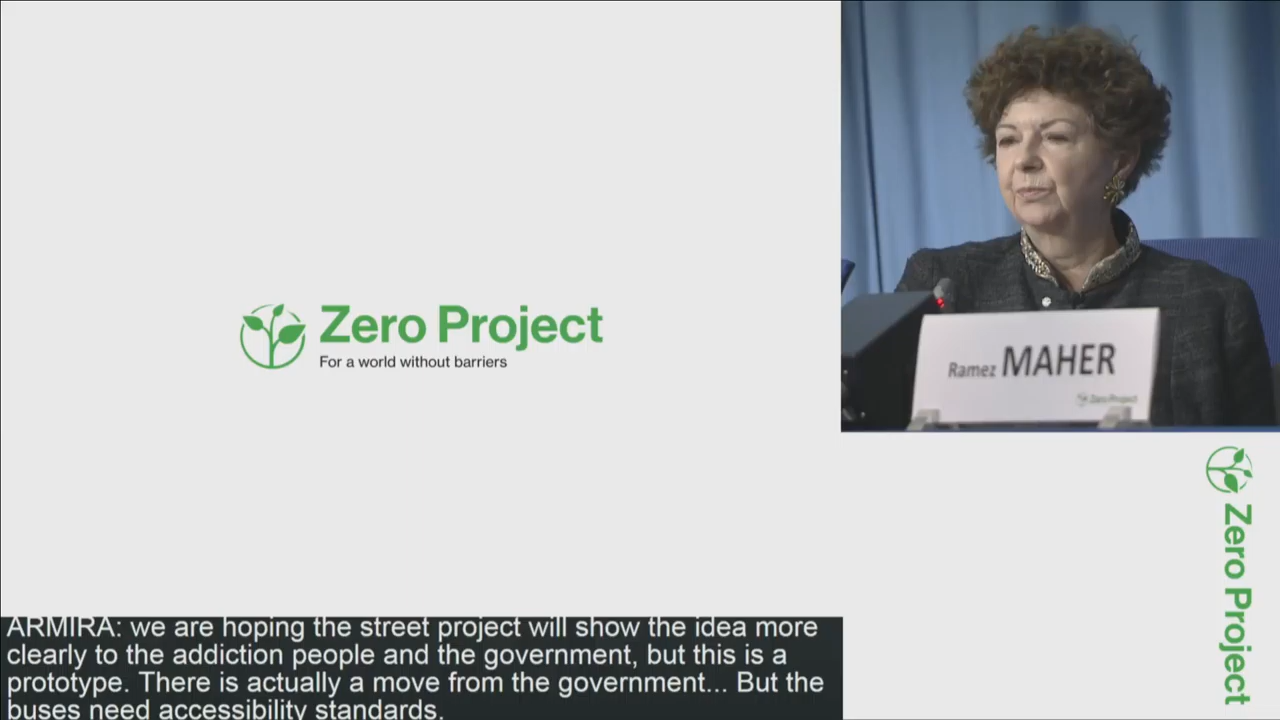 Zero Project
For a world without barriers
Ramez MAHER
Zero Project
Zero Project
ARMIRA: we are hoping the street project will show the idea more
clearly to the addiction people and the government, but this is a
prototype. There is actually a move from the government... But the
buses need accessibility standards.